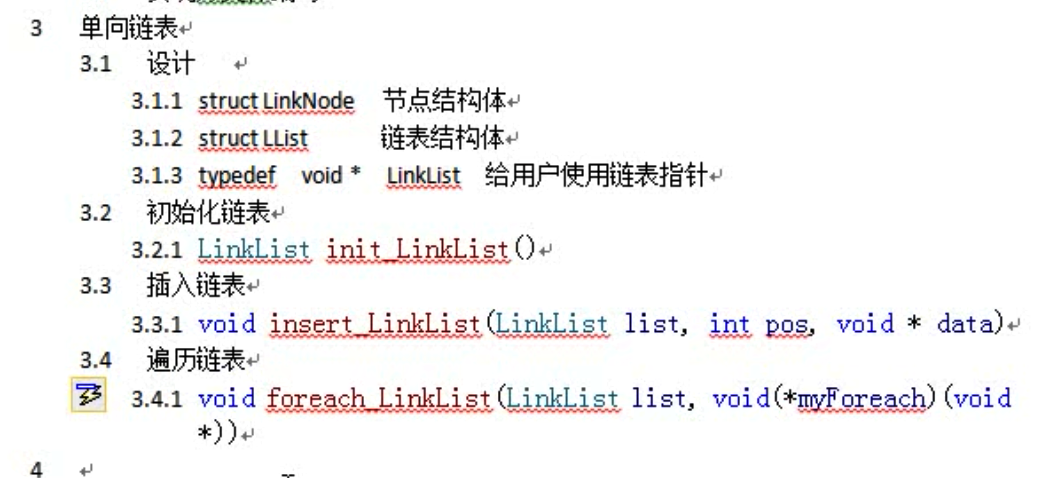 3 单向链表
3.1 设计
3.1.1 struct LinkNode 节点结构体
3.1.2 struct LList 链表结构体
3.1.3 typedef void * LinkList 给用户使用链表指针
3.2 初始化链表
3.2.1 LinkList init_LinkList()
3.3 插入链表
3.3.1 void insert_LinkList(LinkList list, int pos, void * data)
3.4 遍历链表
3.4.1 void foreach_LinkList(LinkList list, void(*myForeach)(void
*))
4